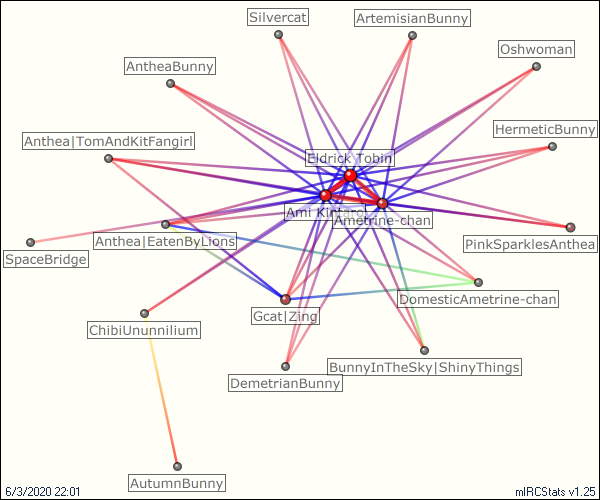 Silvercat
ArtemisianBunny
Oshwoman
AntheaBunny
HermeticBunny
Anthea|TomAndKitFangirl
Eldrick Tobin
Ami Kintaro
Ametrine-chan
Anthea|EatenByLions
PinkSparklesAnthea
SpaceBridge
DomesticAmetrine-chan
Gcat|Zing
ChibiUnunnilium
BunnyInTheSky|ShinyThings
DemetrianBunny
AutumnBunny
6/3/2020 22:01
mIRCStats v1.25